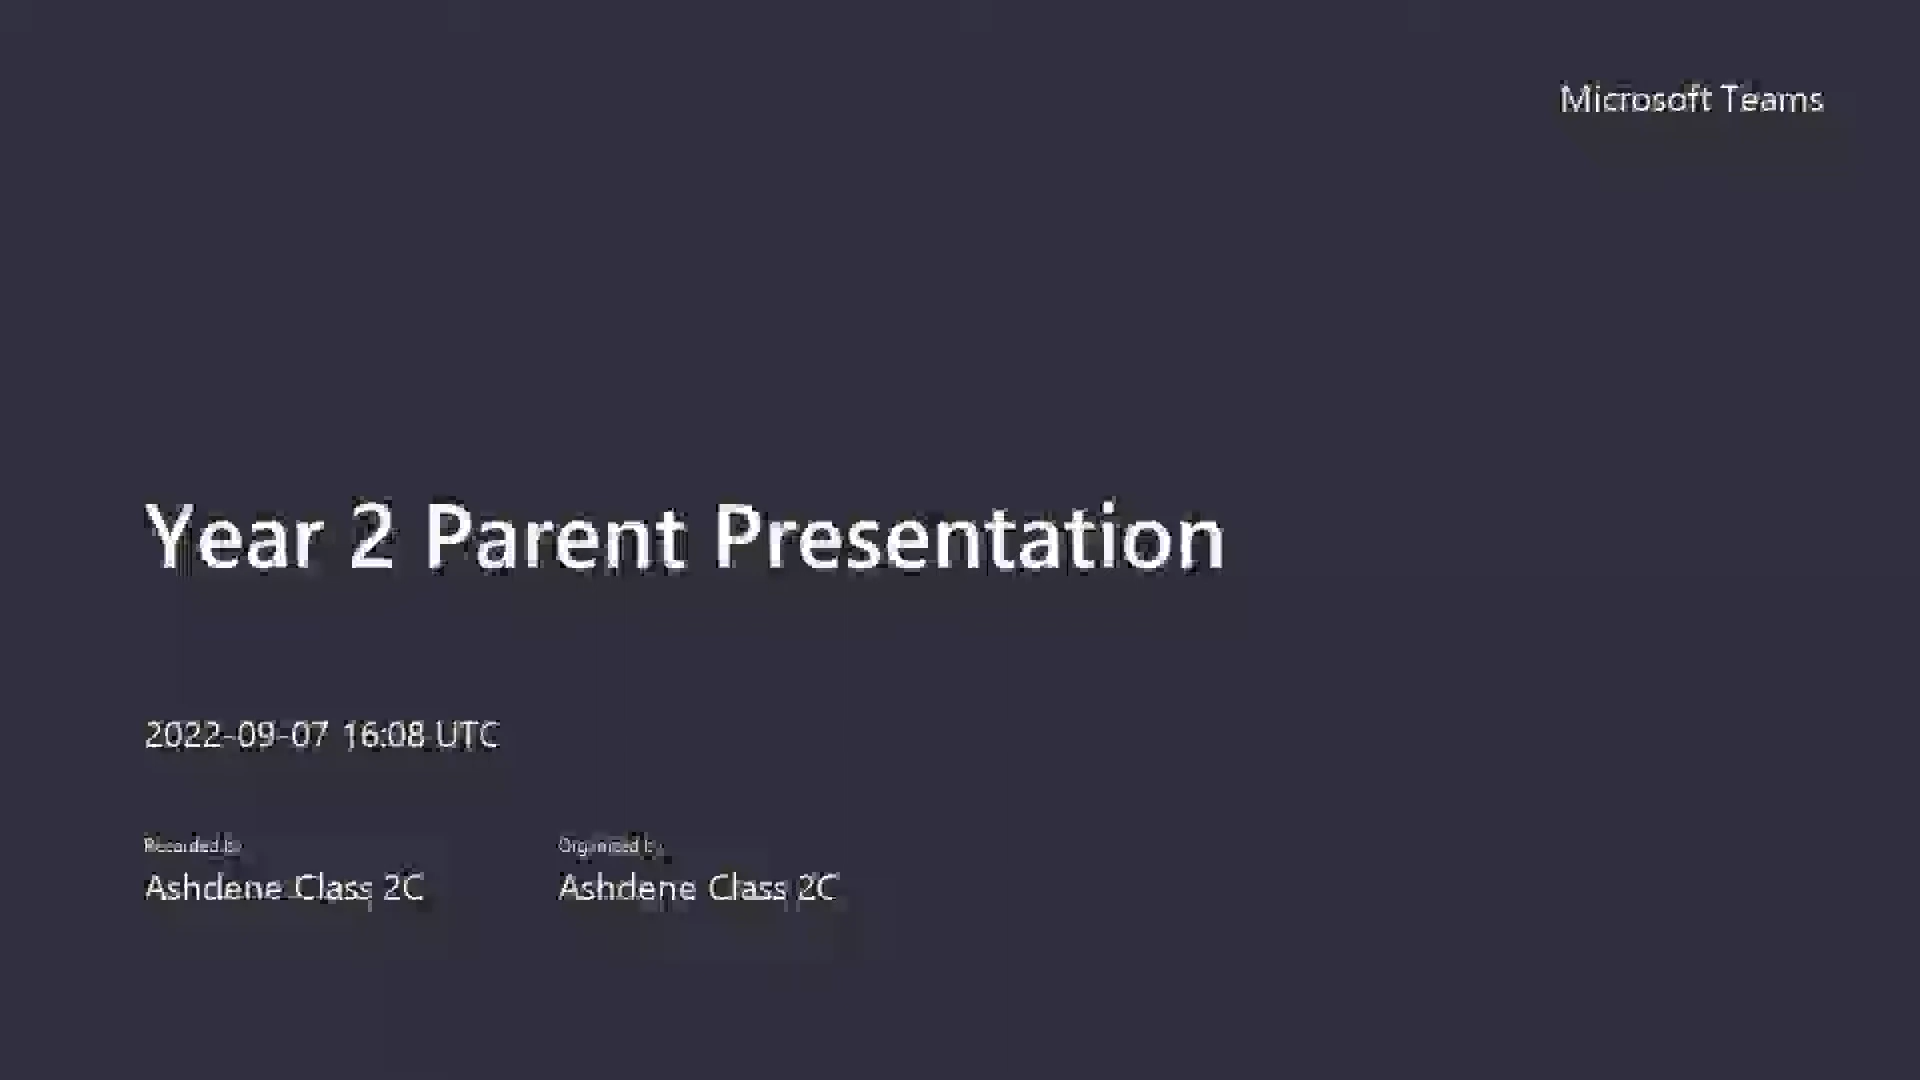 Microsoft Teams
Year 2 Parent Presentation
2022-09-07 16:08 UTC
Recorded by
Organized by
Ashdene Class 2C
Ashdene Class 2C